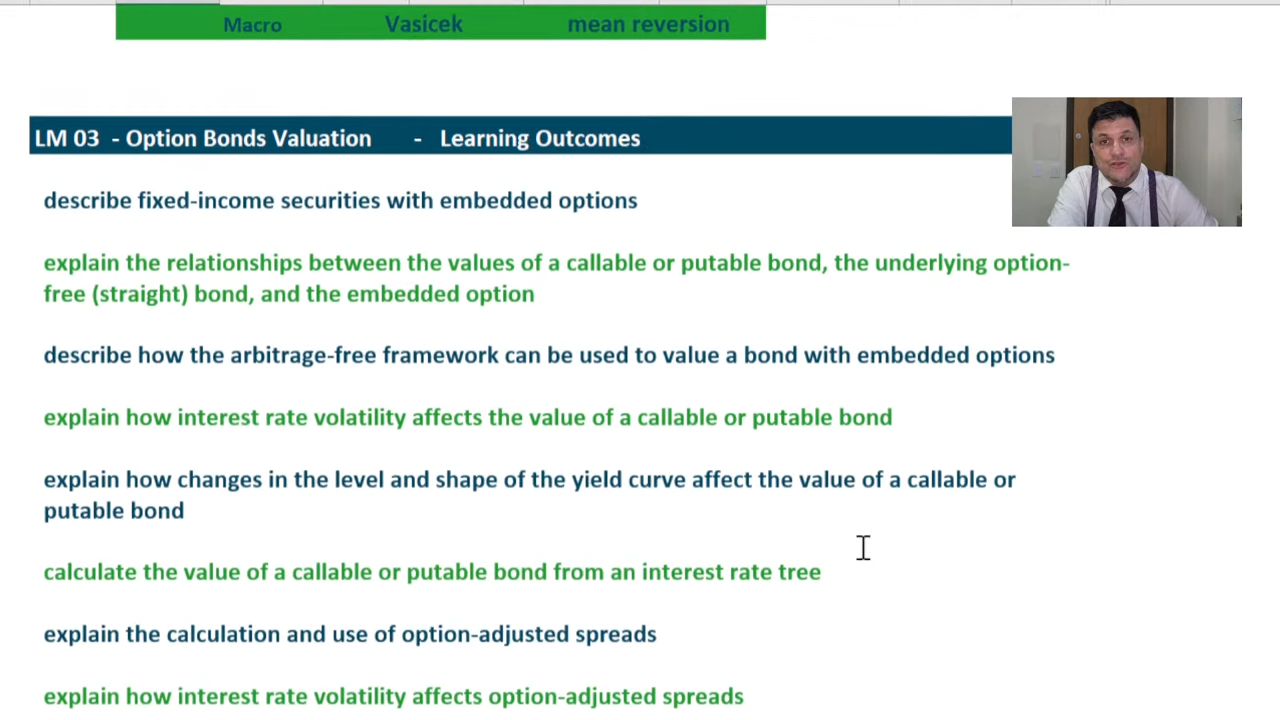 Macro Vasicek mean reversion
LM 03 - Option Bonds Valuation - Learning Outcomes
describe fixed-income securities with embedded options
explain the relationships between the values of a callable or putable bond, the underlying option-
free (straight) bond, and the embedded option
describe how the arbitrage-free framework can be used to value a bond with embedded options
explain how interest rate volatility affects the value of a callable or putable bond
explain how changes in the level and shape of the yield curve affect the value of a callable or
putable bond
calculate the value of a callable or putable bond from an interest rate tree
explain the calculation and use of option-adjusted spreads
explain how interest rate volatility affects option-adjusted spreads